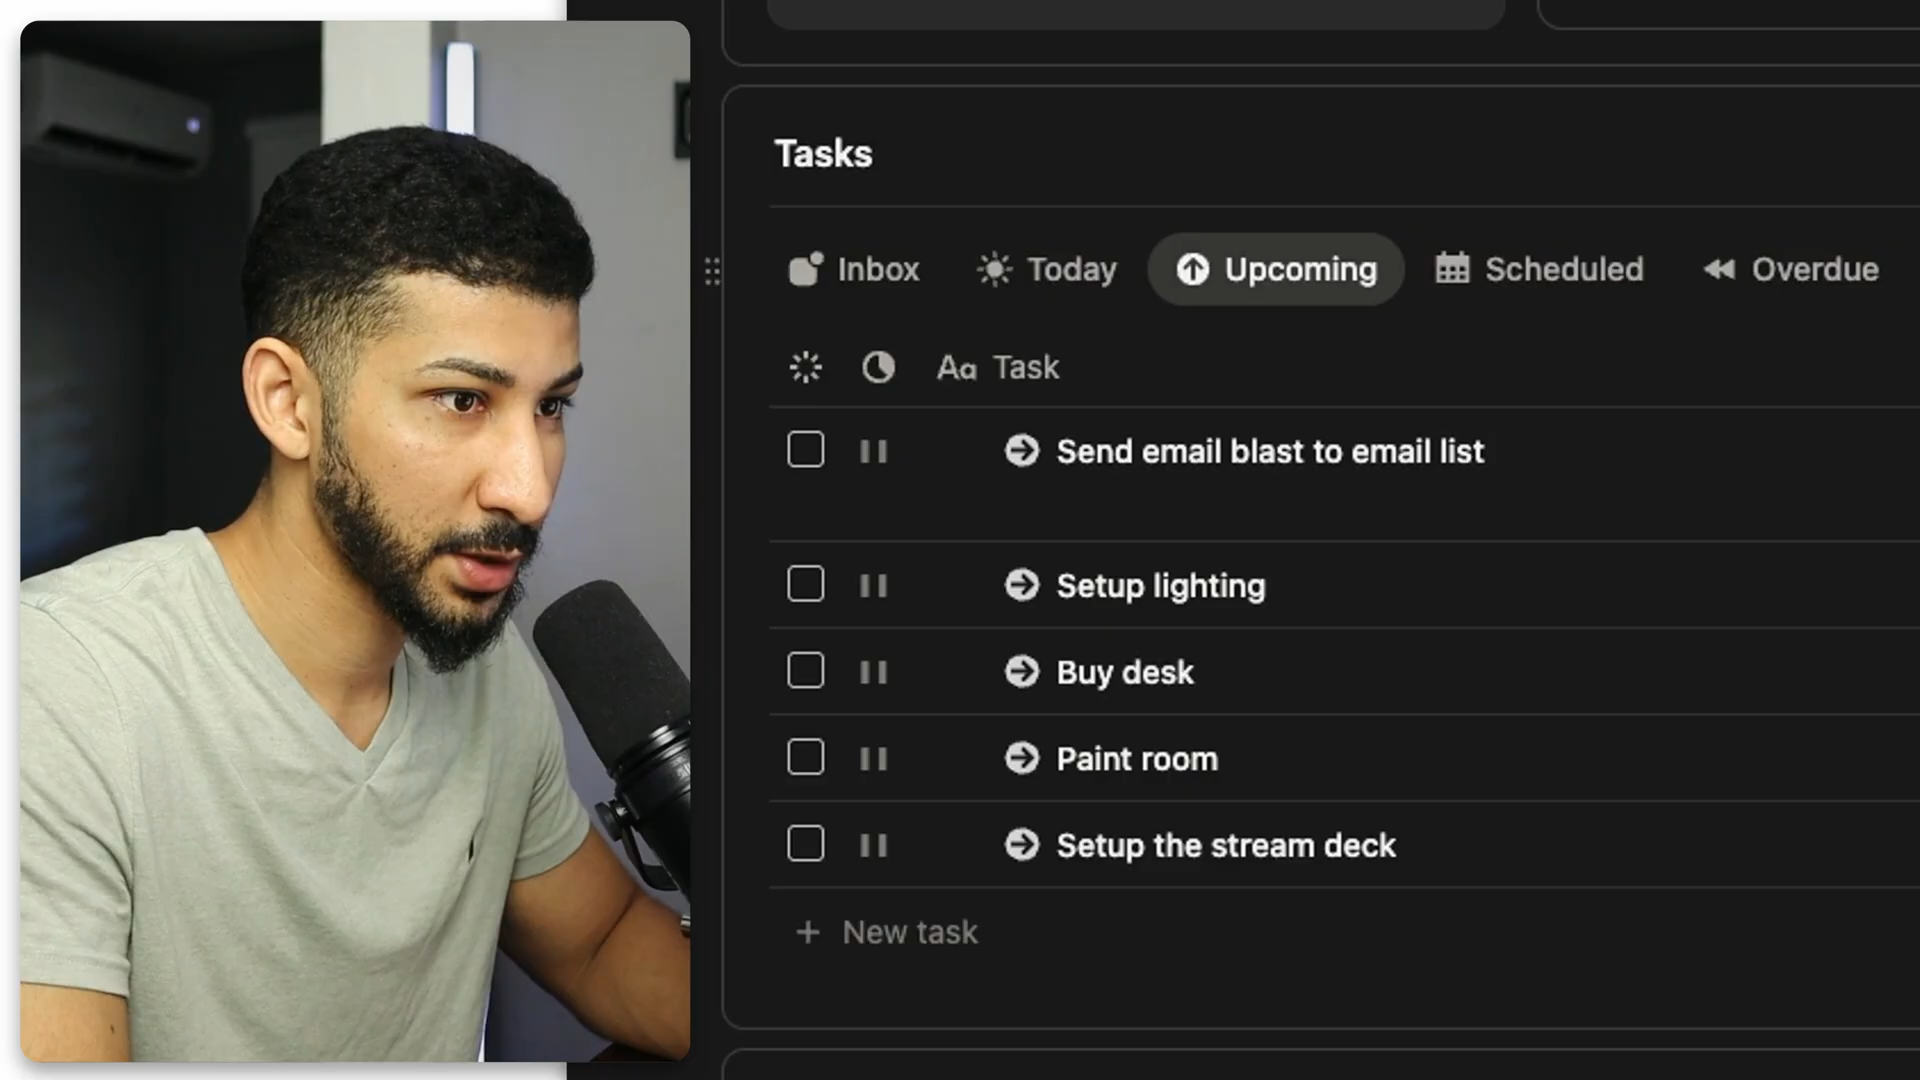 Tasks
Inbox Today Upcoming Scheduled Overdue
Aa Task
Send email blast to email list
Setup lighting
Buy desk
Paint room
Setup the stream deck
+ New task